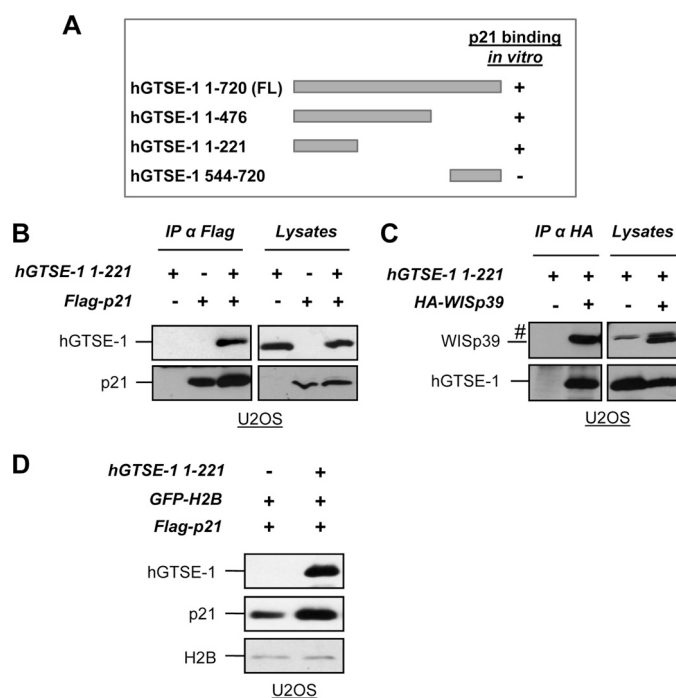 A
p21 binding
in vitro
hGTSE-1 1-720 (FL) +
hGTSE-1 1-476 +
hGTSE-1 1-221 +
hGTSE-1 544-720 -
B
IP α Flag Lysates
hGTSE-1 1-221 + - + + - +
Flag-p21 - + + - + +
hGTSE-1
p21
U2OS
C
IP α HA Lysates
hGTSE-1 1-221 + + + +
HA-WISp39 - + - +
#
WISp39
hGTSE-1
U2OS
D
hGTSE-1 1-221 - +
GFP-H2B + +
Flag-p21 + +
hGTSE-1
p21
H2B
U2OS